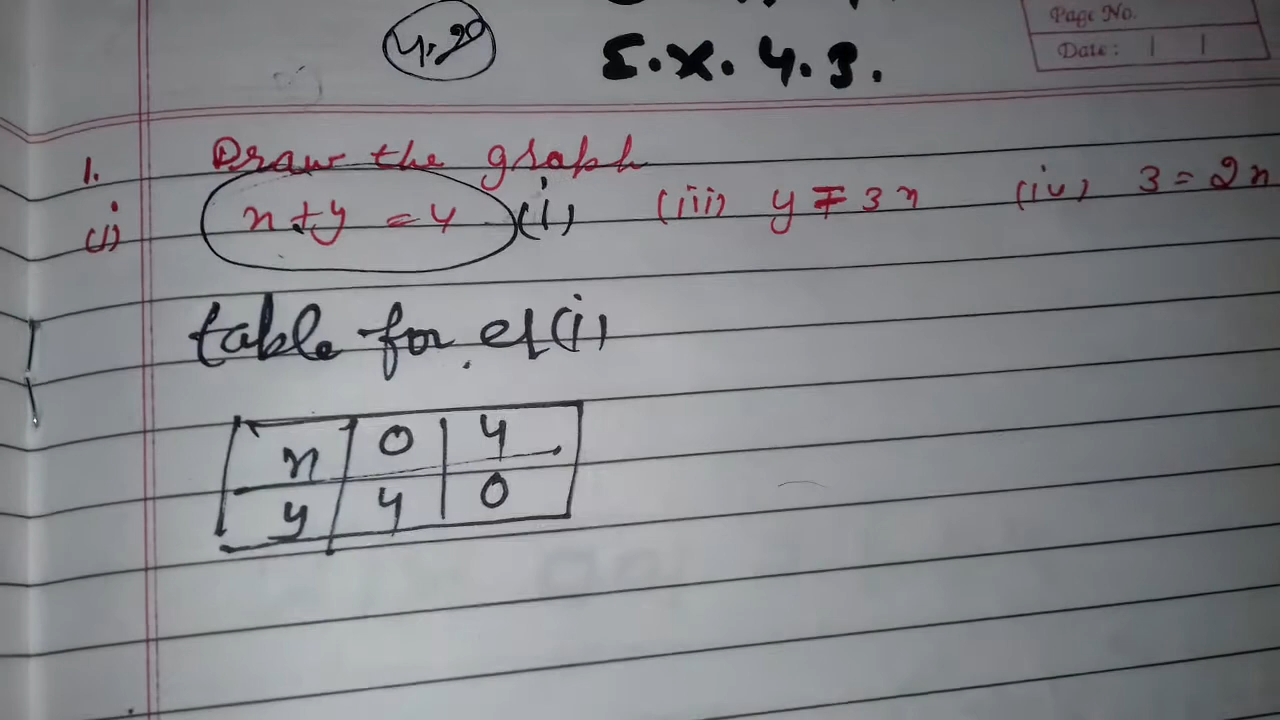 Page No.
4.20
E.X. 4.3.
Date:
1. Draw the graph
(i) x + y = 4 (i) (iii) y = 3x (iv) 3 = 2x
table for eq (i)
x 0 4
y 4 0